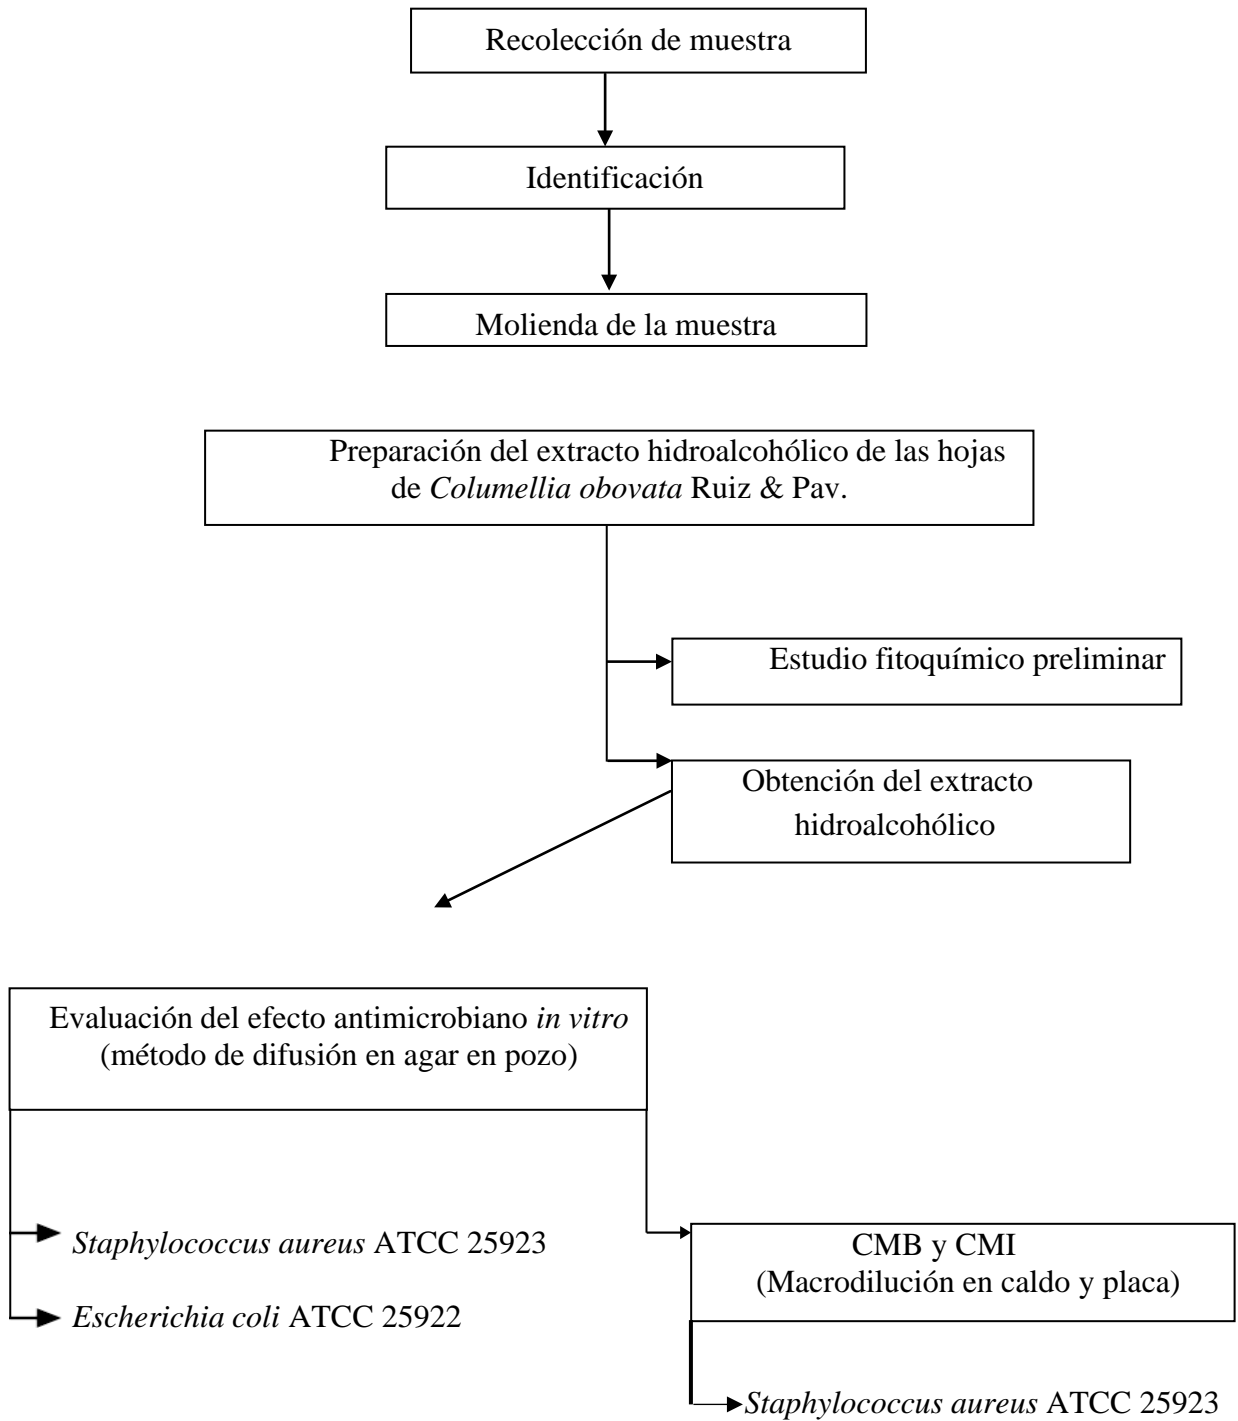 Recolección de muestra
Identificación
Molienda de la muestra
Preparación del extracto hidroalcohólico de las hojas
de Columellia obovata Ruiz & Pav.
Estudio fitoquímico preliminar
Obtención del extracto
hidroalcohólico
Evaluación del efecto antimicrobiano in vitro
(método de difusión en agar en pozo)
Staphylococcus aureus ATCC 25923
Escherichia coli ATCC 25922
CMB y CMI
(Macrodilución en caldo y placa)
Staphylococcus aureus ATCC 25923